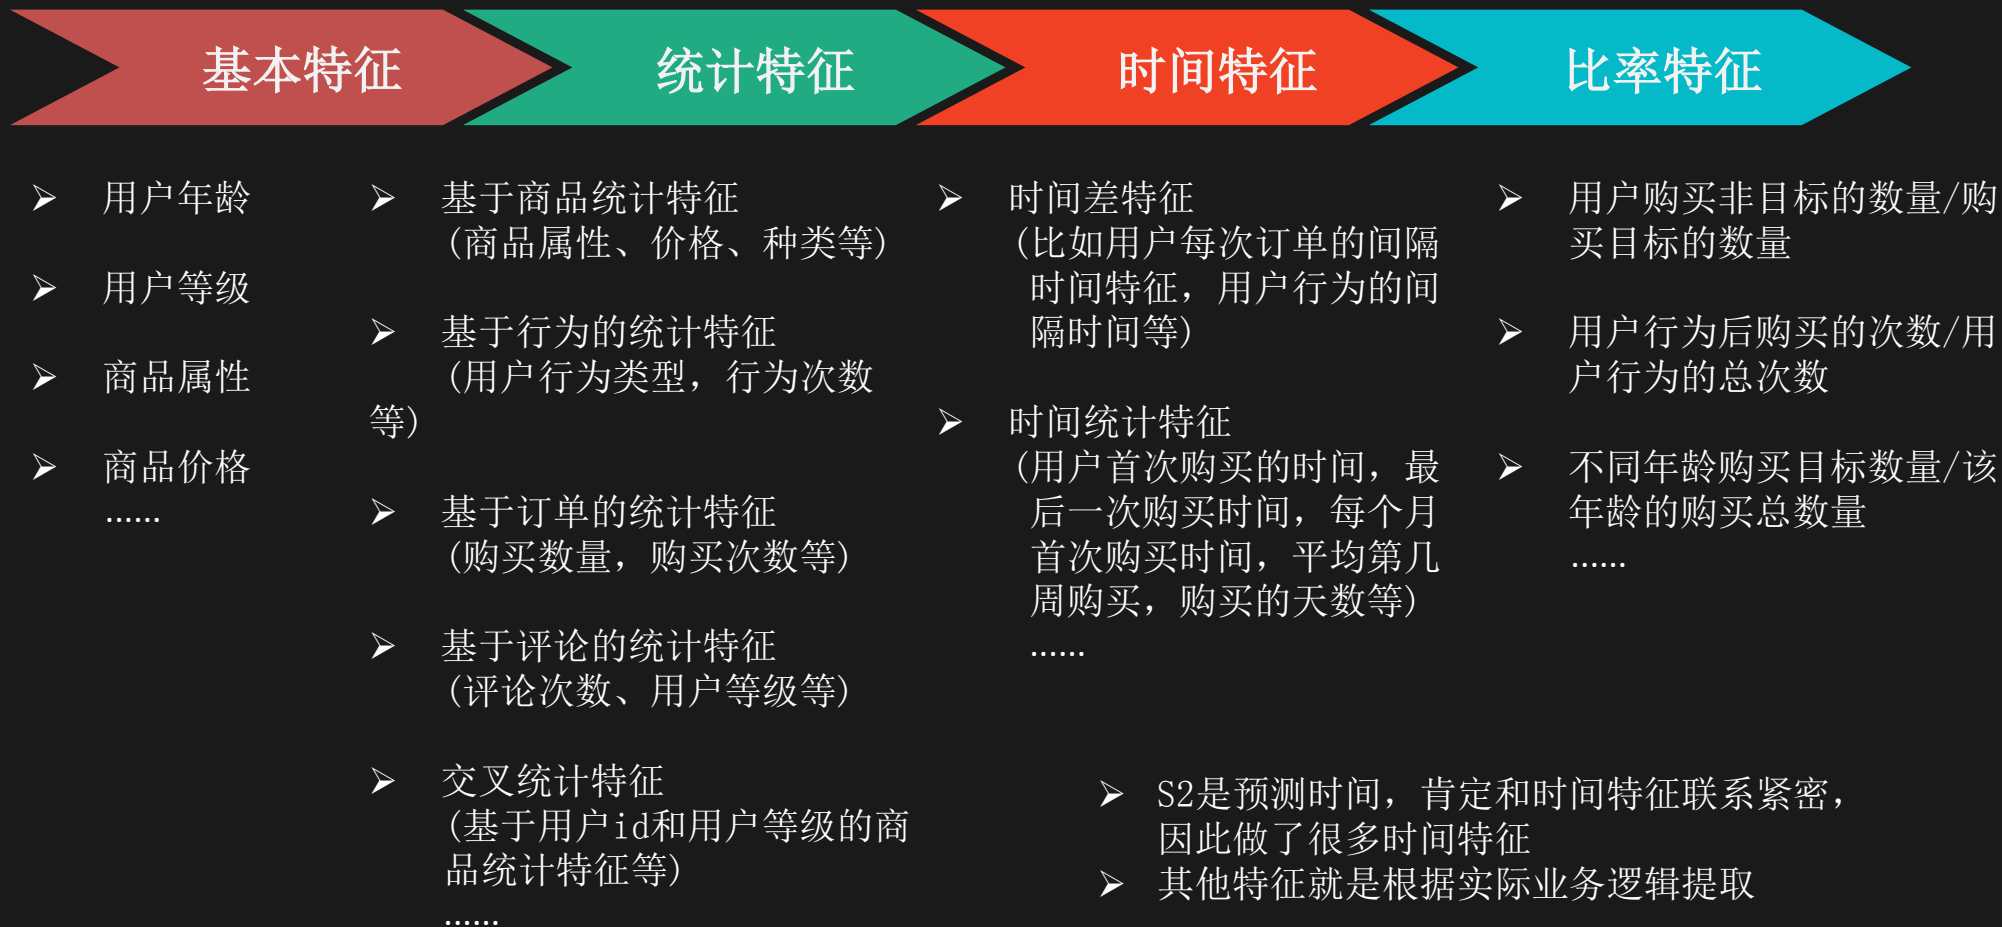 基本特征
统计特征
时间特征
比率特征
➢ 用户年龄
➢ 用户等级
➢ 商品属性
➢ 商品价格
……
➢ 基于商品统计特征
(商品属性、价格、种类等)
➢ 基于行为的统计特征
(用户行为类型，行为次数
等)
➢ 基于订单的统计特征
(购买数量，购买次数等)
➢ 基于评论的统计特征
(评论次数、用户等级等)
➢ 交叉统计特征
(基于用户id和用户等级的商
品统计特征等)
……
➢ 时间差特征
(比如用户每次订单的间隔
时间特征，用户行为的间
隔时间等)
➢ 时间统计特征
(用户首次购买的时间，最
后一次购买时间，每个月
首次购买时间，平均第几
周购买，购买的天数等)
……
➢ 用户购买非目标的数量/购
买目标的数量
➢ 用户行为后购买的次数/用
户行为的总次数
➢ 不同年龄购买目标数量/该
年龄的购买总数量
……
➢ S2是预测时间，肯定和时间特征联系紧密，
因此做了很多时间特征
➢ 其他特征就是根据实际业务逻辑提取